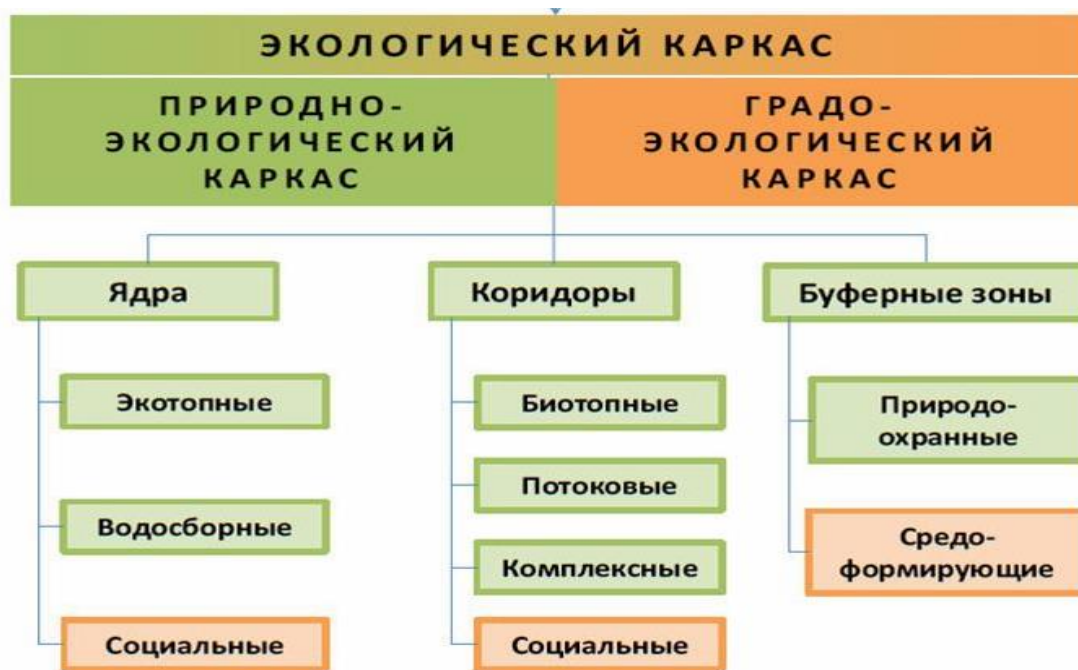 ЭКОЛОГИЧЕСКИЙ КАРКАС
ПРИРОДНО-
ЭКОЛОГИЧЕСКИЙ
КАРКАС
ГРАДО-
ЭКОЛОГИЧЕСКИЙ
КАРКАС
Ядра
Экотопные
Водосборные
Социальные
Коридоры
Биотопные
Потоковые
Комплексные
Социальные
Буферные зоны
Природо-
охранные
Средо-
формирующие